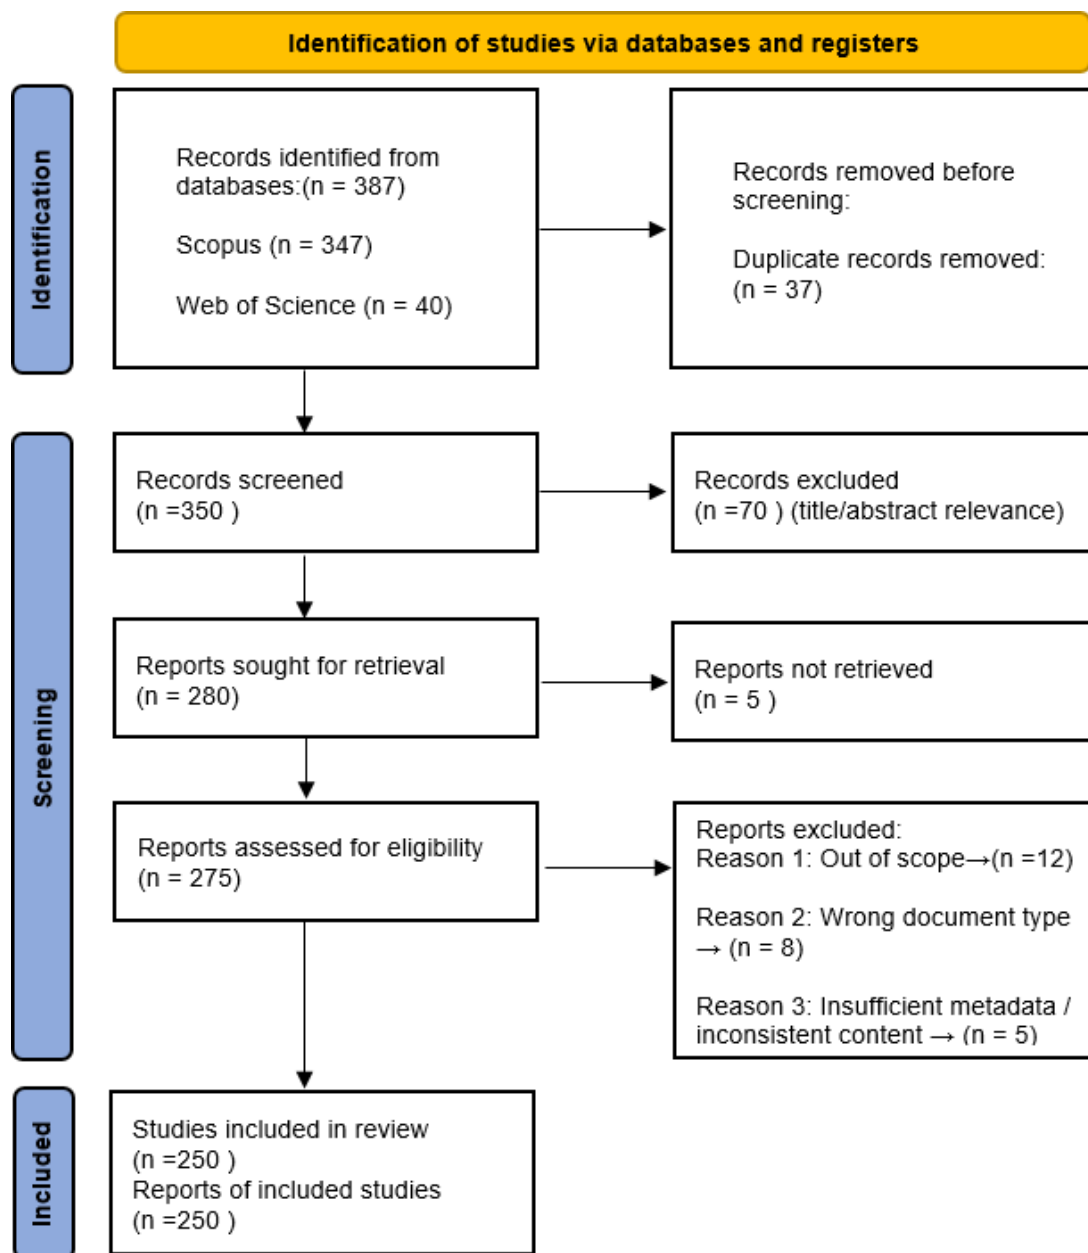 Identification of studies via databases and registers
Identification
Records identified from
databases:(n = 387)
Scopus (n = 347)
Web of Science (n = 40)
Records removed before
screening:
Duplicate records removed:
(n = 37)
Screening
Records screened
(n =350 )
Records excluded
(n =70 ) (title/abstract relevance)
Reports sought for retrieval
(n = 280)
Reports not retrieved
(n = 5 )
Reports assessed for eligibility
(n = 275)
Reports excluded:
Reason 1: Out of scope→(n =12)
Reason 2: Wrong document type
→ (n = 8)
Reason 3: Insufficient metadata /
inconsistent content → (n = 5)
Included
Studies included in review
(n =250 )
Reports of included studies
(n =250 )